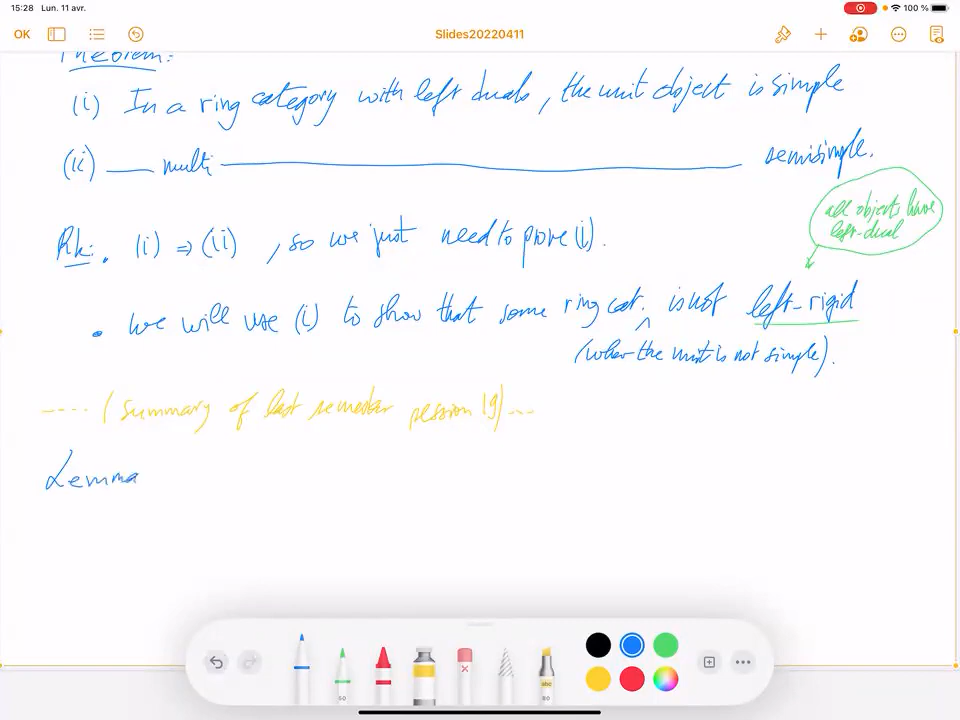 15:28 Lun. 11 avr.
100 %
OK
Slides20220411
Theorem:
(i) In a ring category with left duals, the unit object is simple
(ii) multi semisimple.
all objects have
left-dual
Rk: . (i) ⇒ (ii), so we just need to prove (i).
. We will use (i) to show that some ring cat. ^ is not left-rigid
(when the unit is not simple).
---- (summary of last semester session 19) ---
Lemma
50
abc
80